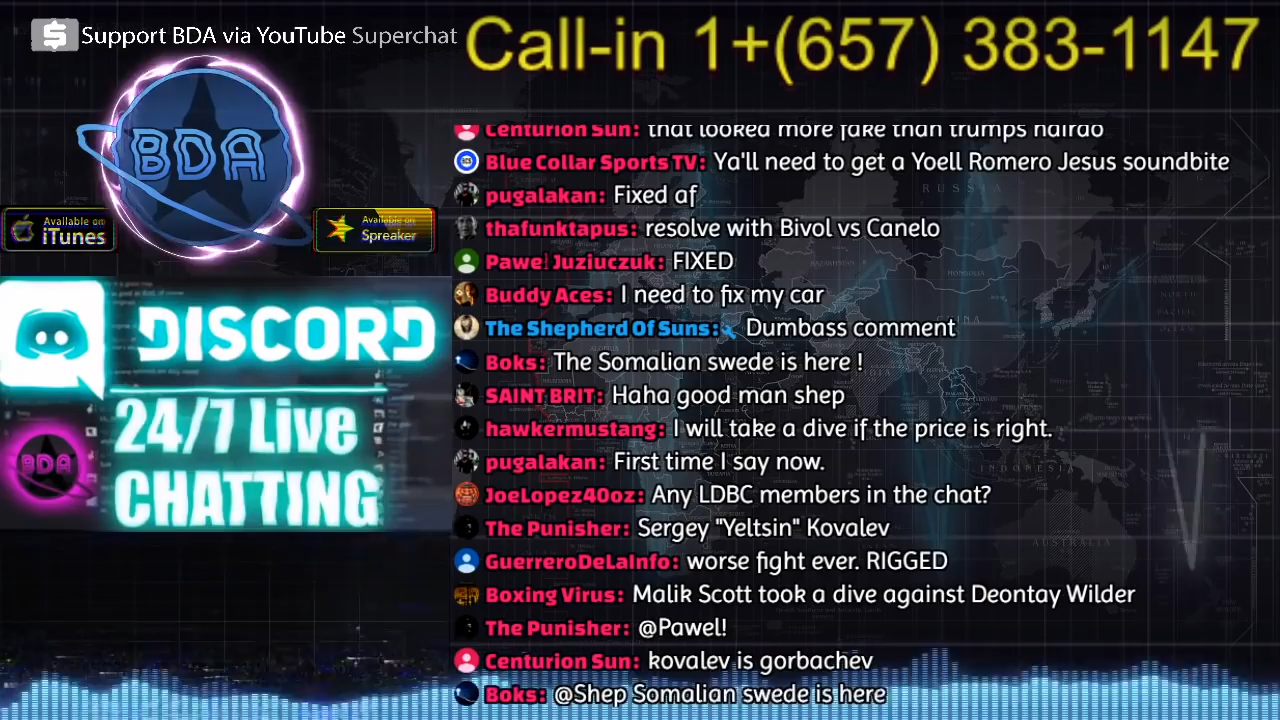 Support BDA via YouTube Superchat
Call-in 1+(657) 383-1147
BDA
Available on
iTunes
Available on
Spreaker
DISCORD
24/7 Live
CHATTING
BDA
Centurion Sun: that looked more fake than trumps hairdo
Blue Collar Sports TV: Ya'll need to get a Yoell Romero Jesus soundbite
pugalakan: Fixed af
thafunktapus: resolve with Bivol vs Canelo
Pawel Juziuczuk: FIXED
Buddy Aces: I need to fix my car
The Shepherd Of Suns: Dumbass comment
Boks: The Somalian swede is here !
SAINT BRIT: Haha good man shep
hawkermustang: I will take a dive if the price is right.
pugalakan: First time I say now.
JoeLopez40oz: Any LDBC members in the chat?
The Punisher: Sergey "Yeltsin" Kovalev
GuerreroDeLaInfo: worse fight ever. RIGGED
Boxing Virus: Malik Scott took a dive against Deontay Wilder
The Punisher: @Pawel!
Centurion Sun: kovalev is gorbachev
Boks: @Shep Somalian swede is here
RUSSIA
KAZAKHSTAN
MONGOLIA
INDONESIA
AUSTRALIA